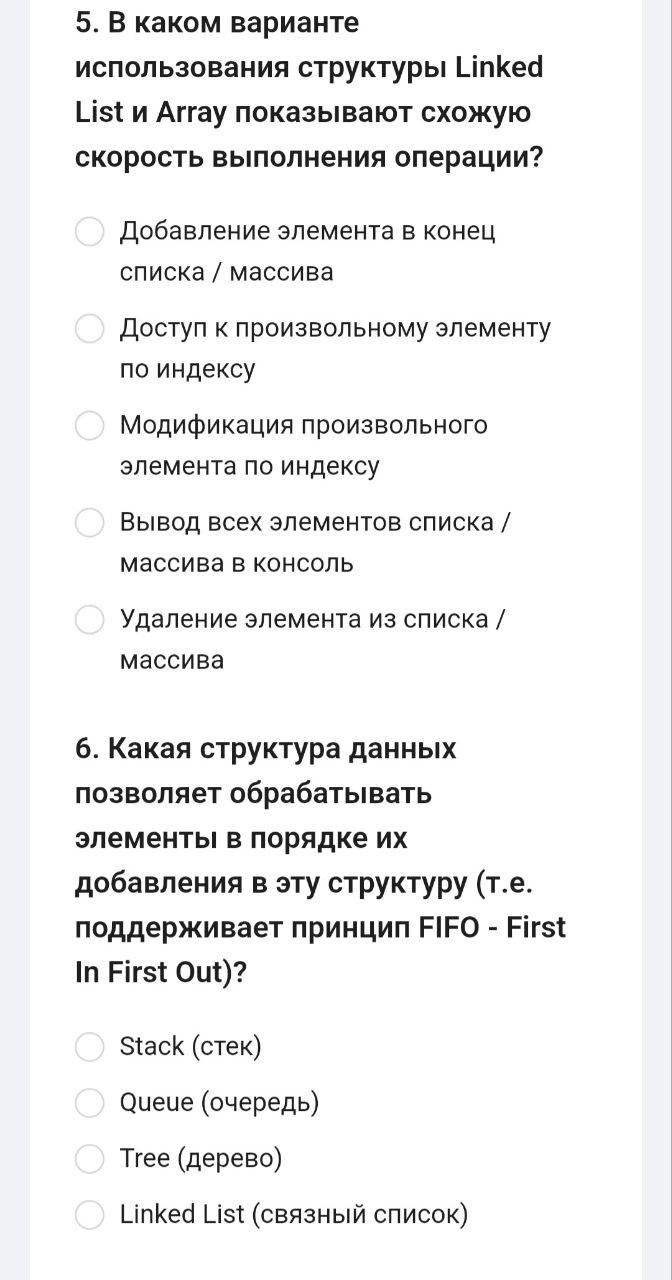 5. В каком варианте
использования структуры Linked
List и Array показывают схожую
скорость выполнения операции?
Добавление элемента в конец
списка / массива
Доступ к произвольному элементу
по индексу
Модификация произвольного
элемента по индексу
Вывод всех элементов списка /
массива в консоль
Удаление элемента из списка /
массива
6. Какая структура данных
позволяет обрабатывать
элементы в порядке их
добавления в эту структуру (т.е.
поддерживает принцип FIFO - First
In First Out)?
Stack (стек)
Queue (очередь)
Tree (дерево)
Linked List (связный список)